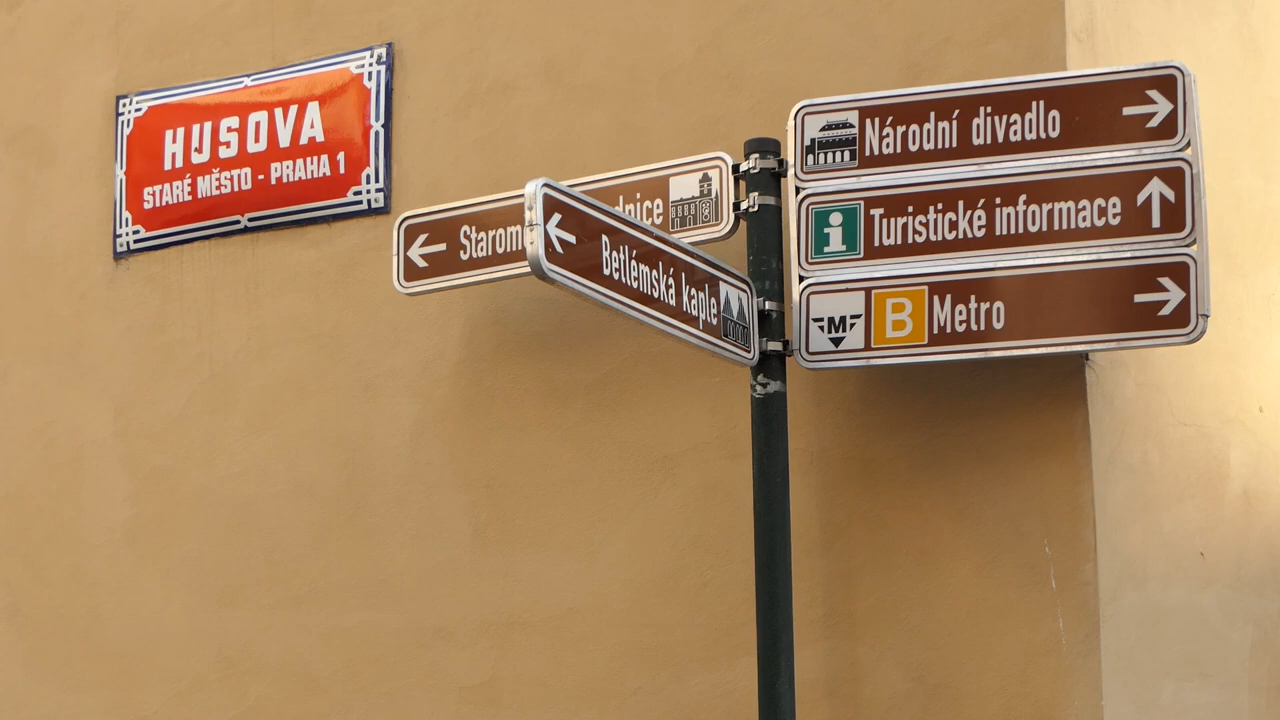 HUSOVA
STARÉ MĚSTO - PRAHA 1
Národní divadlo
i Turistické informace
M B Metro
Betlémská kaple